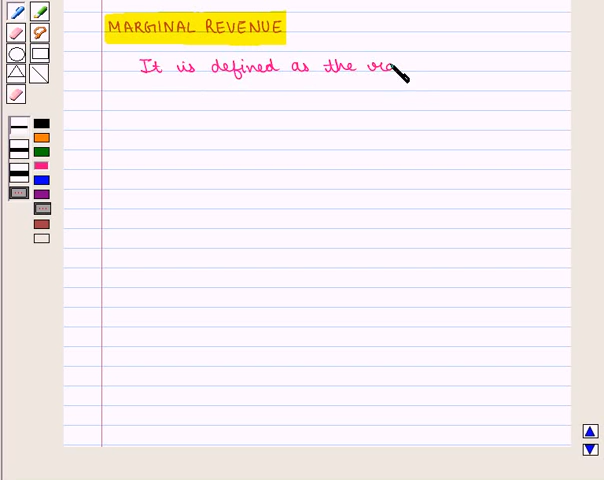 MARGINAL REVENUE
It is defined as the